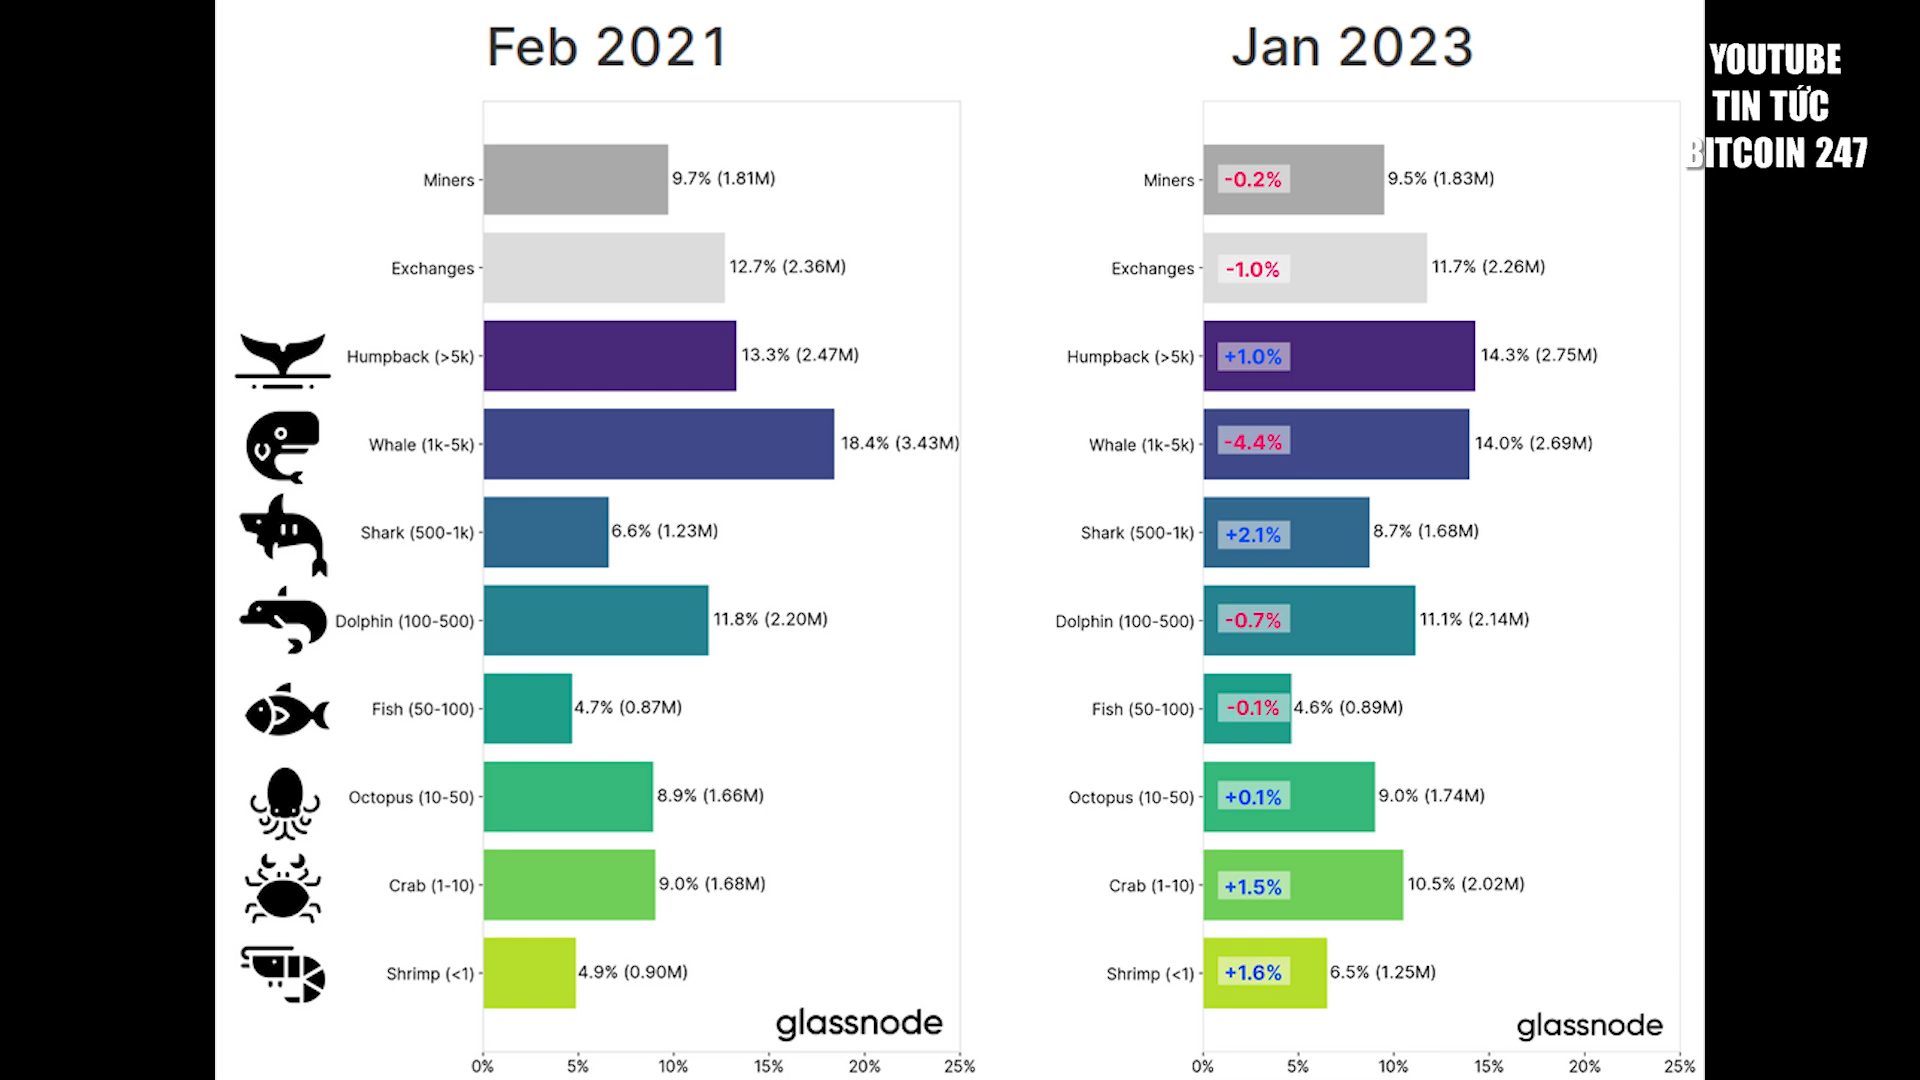 Feb 2021
Miners
9.7% (1.81M)
Exchanges
12.7% (2.36M)
Humpback (>5k)
13.3% (2.47M)
Whale (1k-5k)
18.4% (3.43M)
Shark (500-1k)
6.6% (1.23M)
Dolphin (100-500)
11.8% (2.20M)
Fish (50-100)
4.7% (0.87M)
Octopus (10-50)
8.9% (1.66M)
Crab (1-10)
9.0% (1.68M)
Shrimp (<1)
4.9% (0.90M)
glassnode
0% 5% 10% 15% 20% 25%
Jan 2023
Miners
-0.2%
9.5% (1.83M)
Exchanges
-1.0%
11.7% (2.26M)
Humpback (>5k)
+1.0%
14.3% (2.75M)
Whale (1k-5k)
-4.4%
14.0% (2.69M)
Shark (500-1k)
+2.1%
8.7% (1.68M)
Dolphin (100-500)
-0.7%
11.1% (2.14M)
Fish (50-100)
-0.1%
4.6% (0.89M)
Octopus (10-50)
+0.1%
9.0% (1.74M)
Crab (1-10)
+1.5%
10.5% (2.02M)
Shrimp (<1)
+1.6%
6.5% (1.25M)
glassnode
0% 5% 10% 15% 20% 25%
YOUTUBE
TIN TỨC
BITCOIN 247